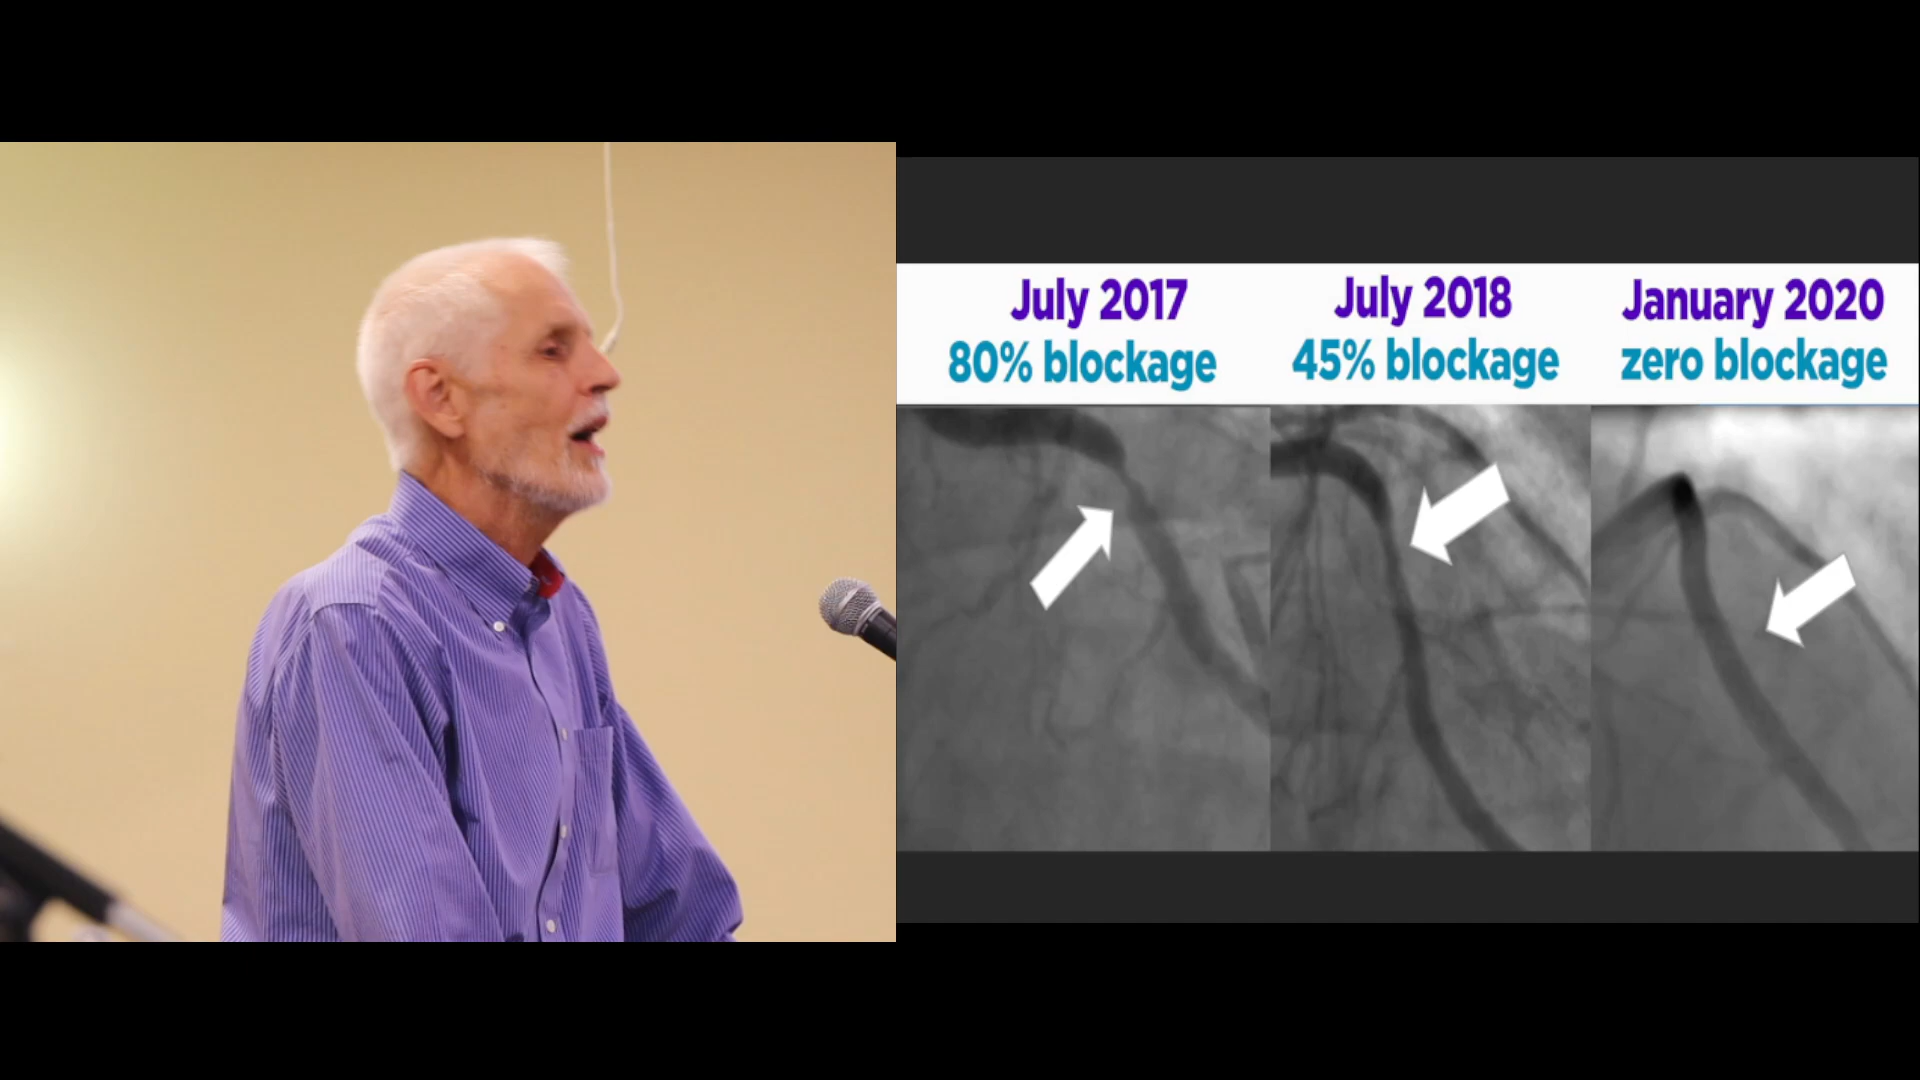 July 2017
80% blockage
July 2018
45% blockage
January 2020
zero blockage